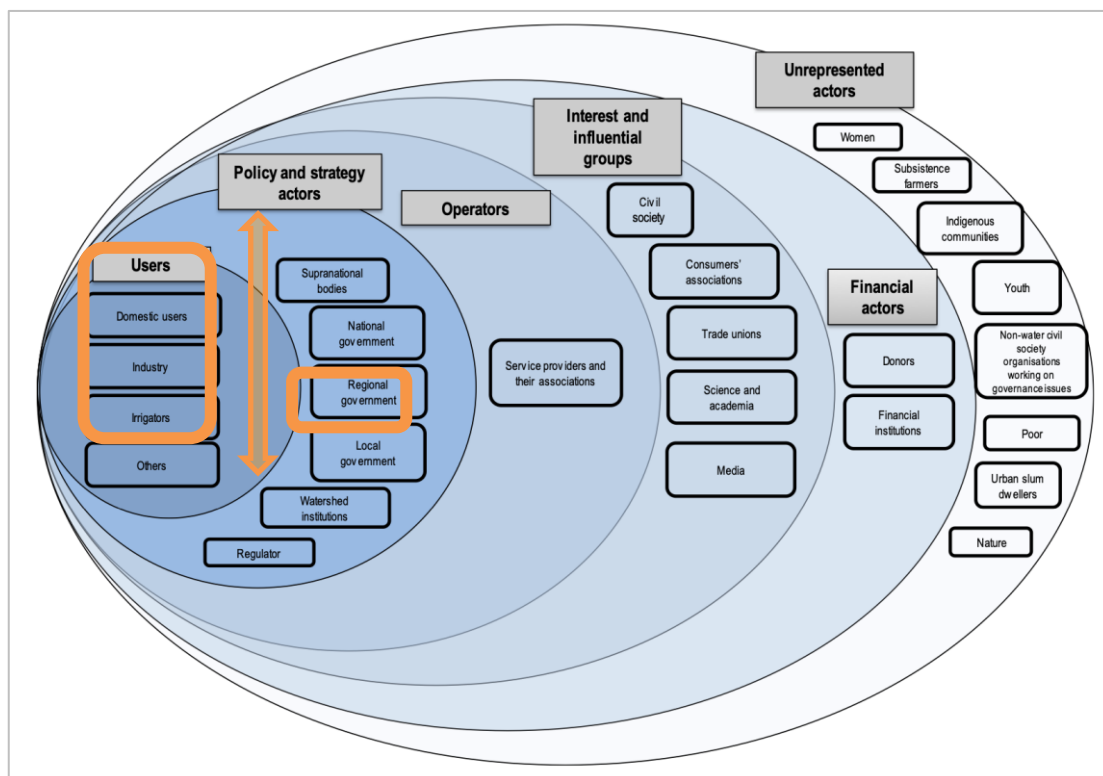 Unrepresented
actors
Women
Subsistence
farmers
Indigenous
communities
Youth
Non-water civil
society
organisations
working on
governance issues
Poor
Urban slum
dwellers
Nature
Interest and
influential
groups
Civil
society
Consumers'
associations
Trade unions
Science and
academia
Media
Financial
actors
Donors
Financial
institutions
Policy and strategy
actors
Supranational
bodies
National
government
Regional
government
Local
government
Watershed
institutions
Regulator
Operators
Service providers and
their associations
Users
Domestic users
Industry
Irrigators
Others